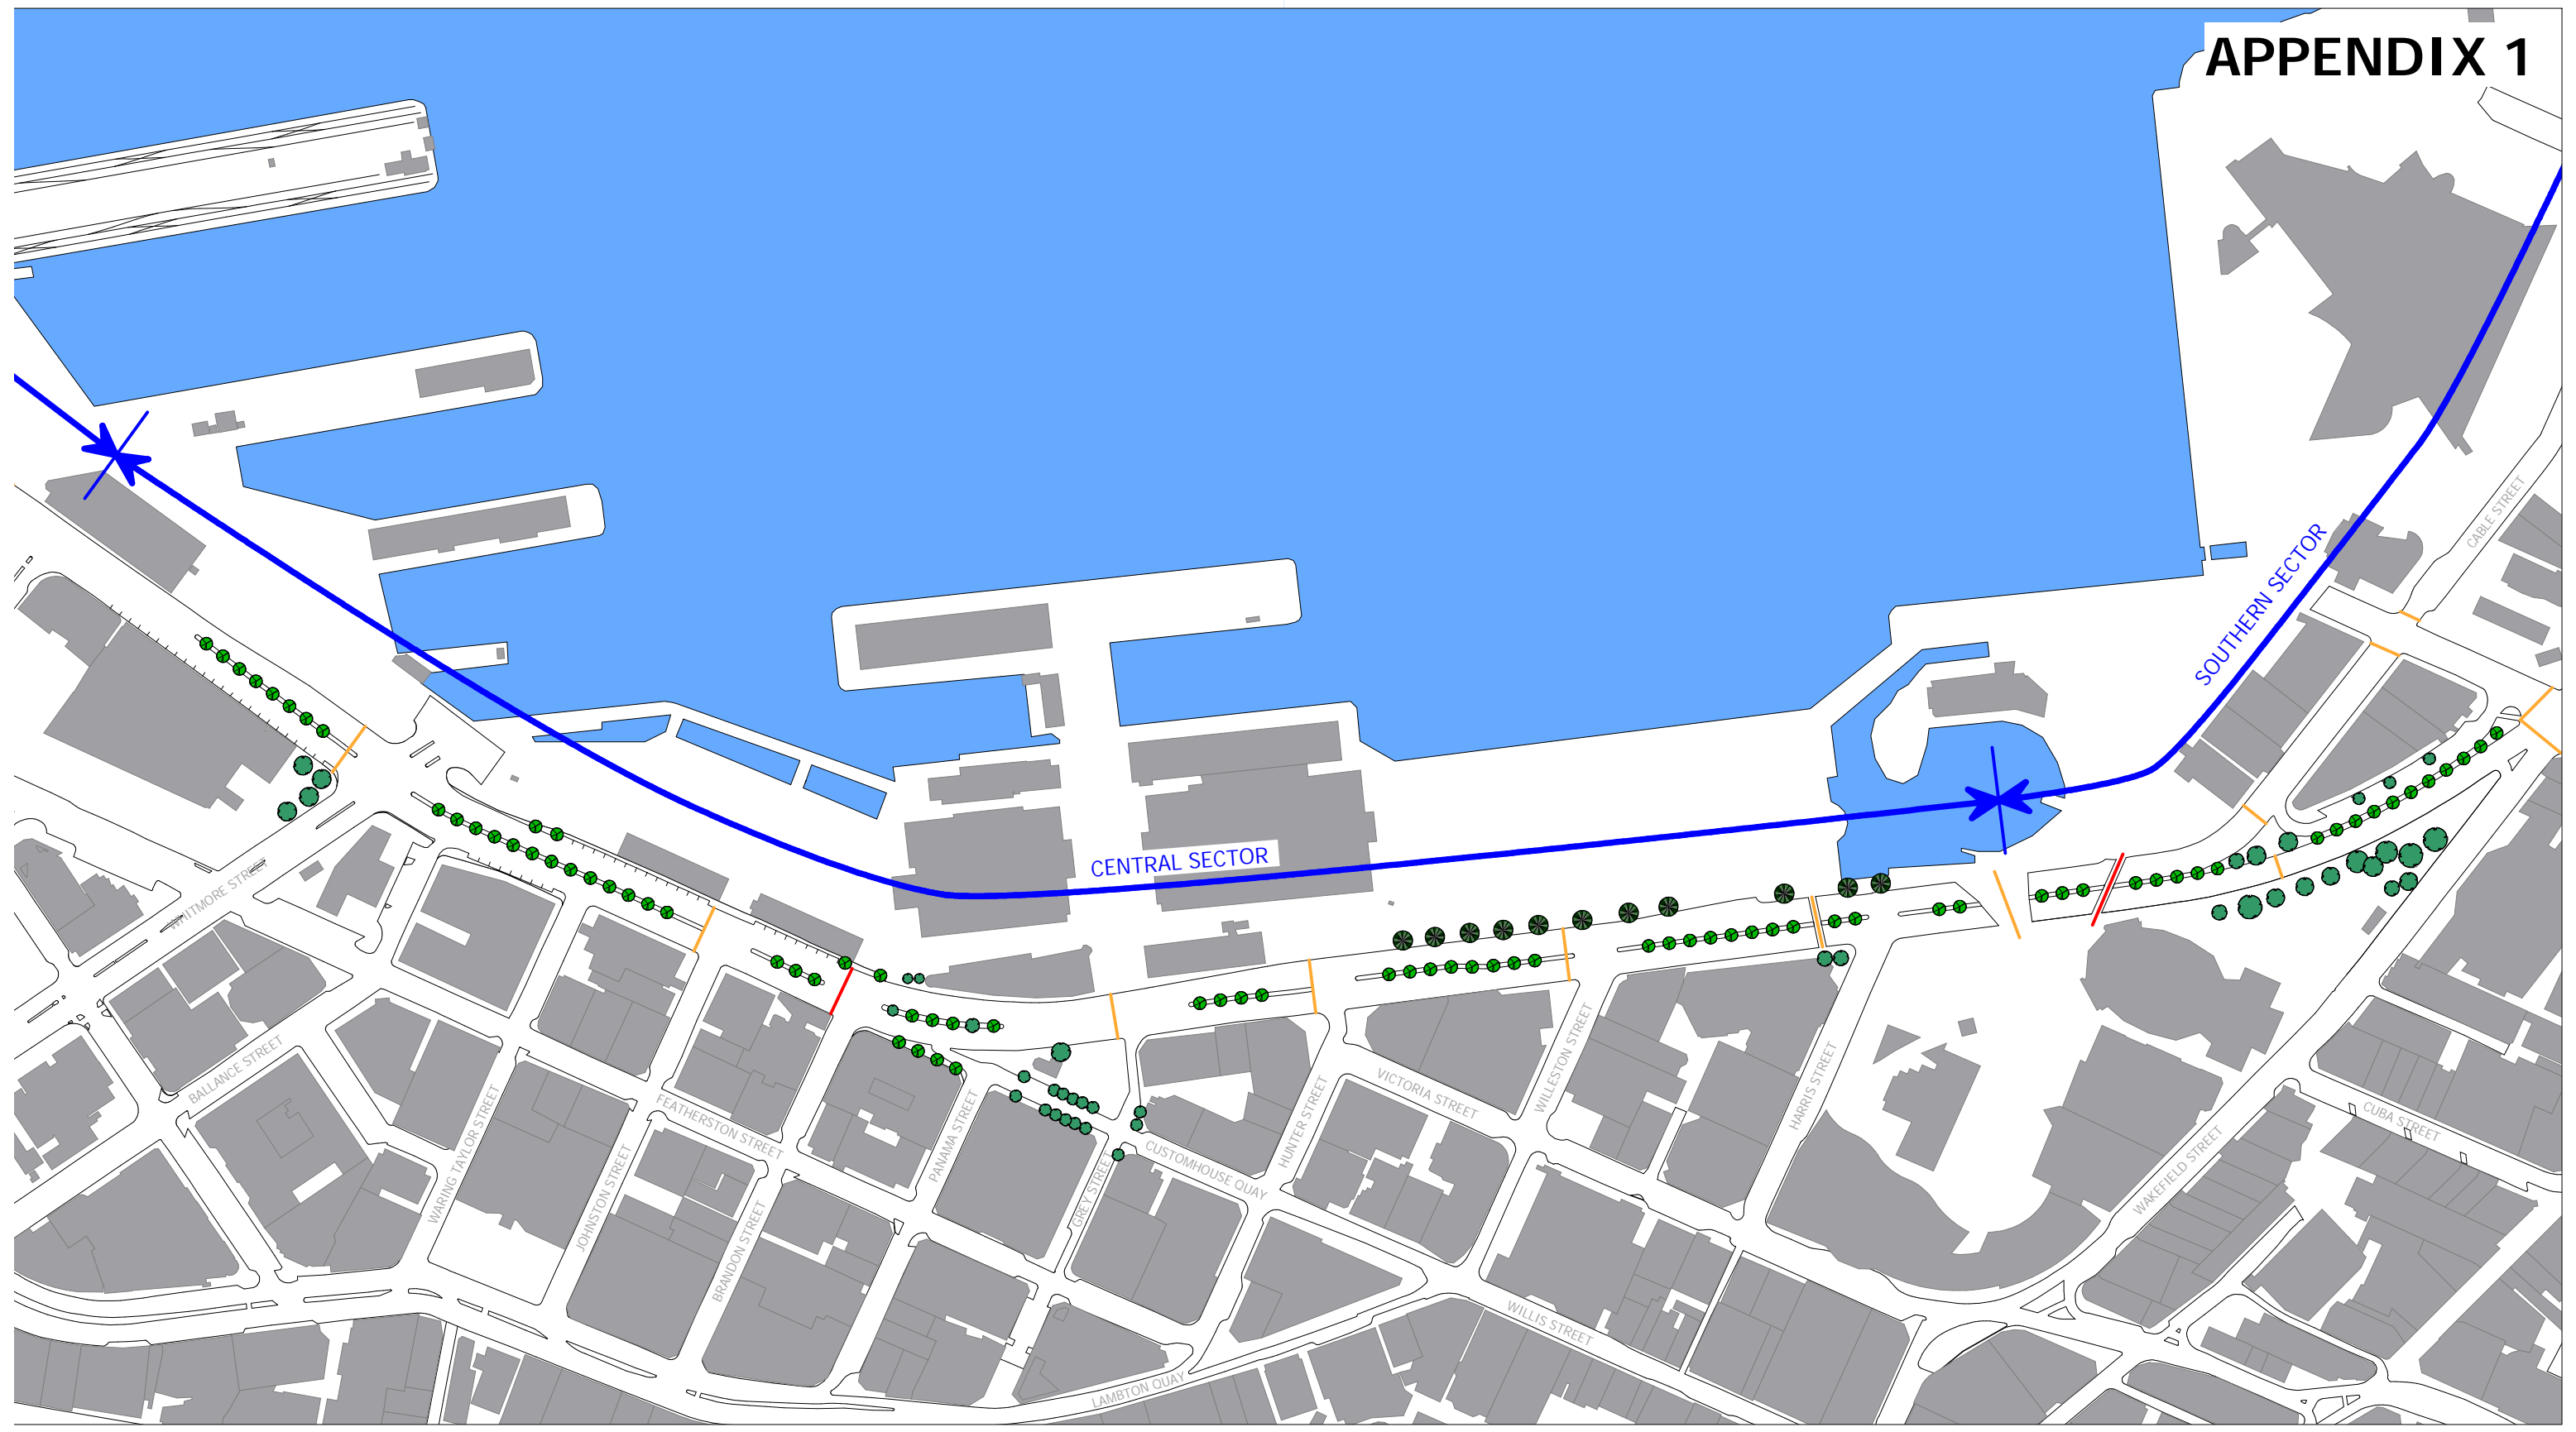 APPENDIX 1
CABLE STREET
SOUTHERN SECTOR
CENTRAL SECTOR
WHITMORE STREET
BALLANCE STREET
WARING TAYLOR STREET
FEATHERSTON STREET
JOHNSTON STREET
BRANDON STREET
PANAMA STREET
GREY STREET
CUSTOMHOUSE QUAY
HUNTER STREET
VICTORIA STREET
WILLESTON STREET
HARRIS STREET
WAKEFIELD STREET
CUBA STREET
WILLIS STREET
LAMBTON QUAY